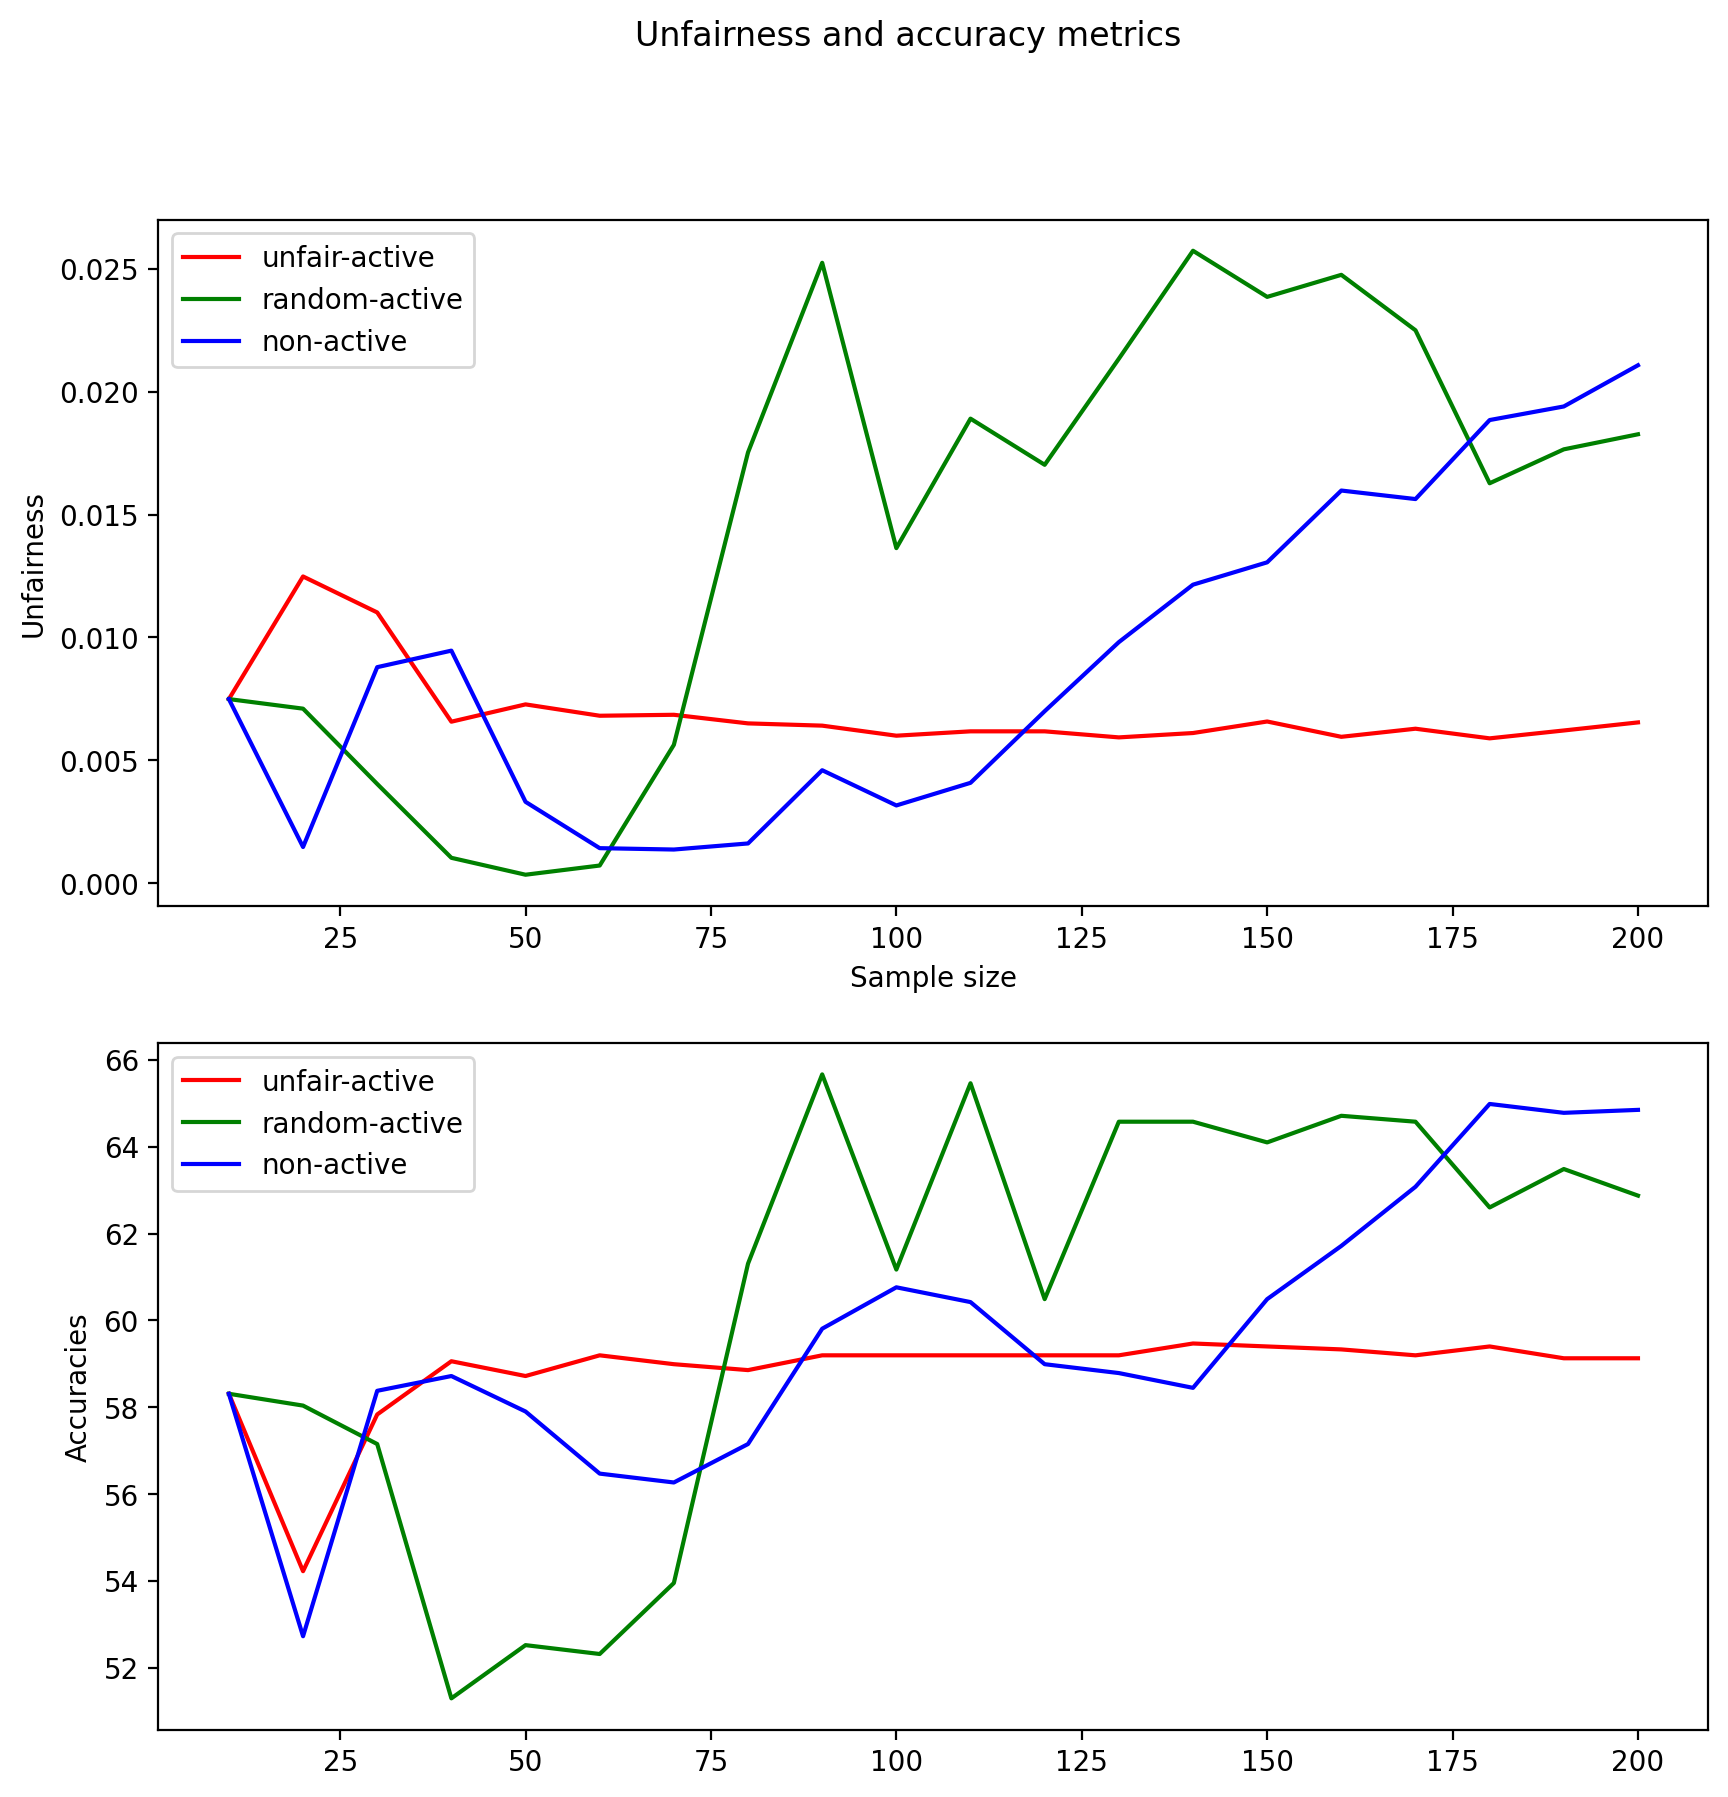 Unfairness and accuracy metrics
unfair-active
random-active
non-active
0.025
0.020
0.015
0.010
0.005
0.000
Unfairness
25 50 75 100 125 150 175 200
Sample size
unfair-active
random-active
non-active
66
64
62
60
58
56
54
52
Accuracies
25 50 75 100 125 150 175 200